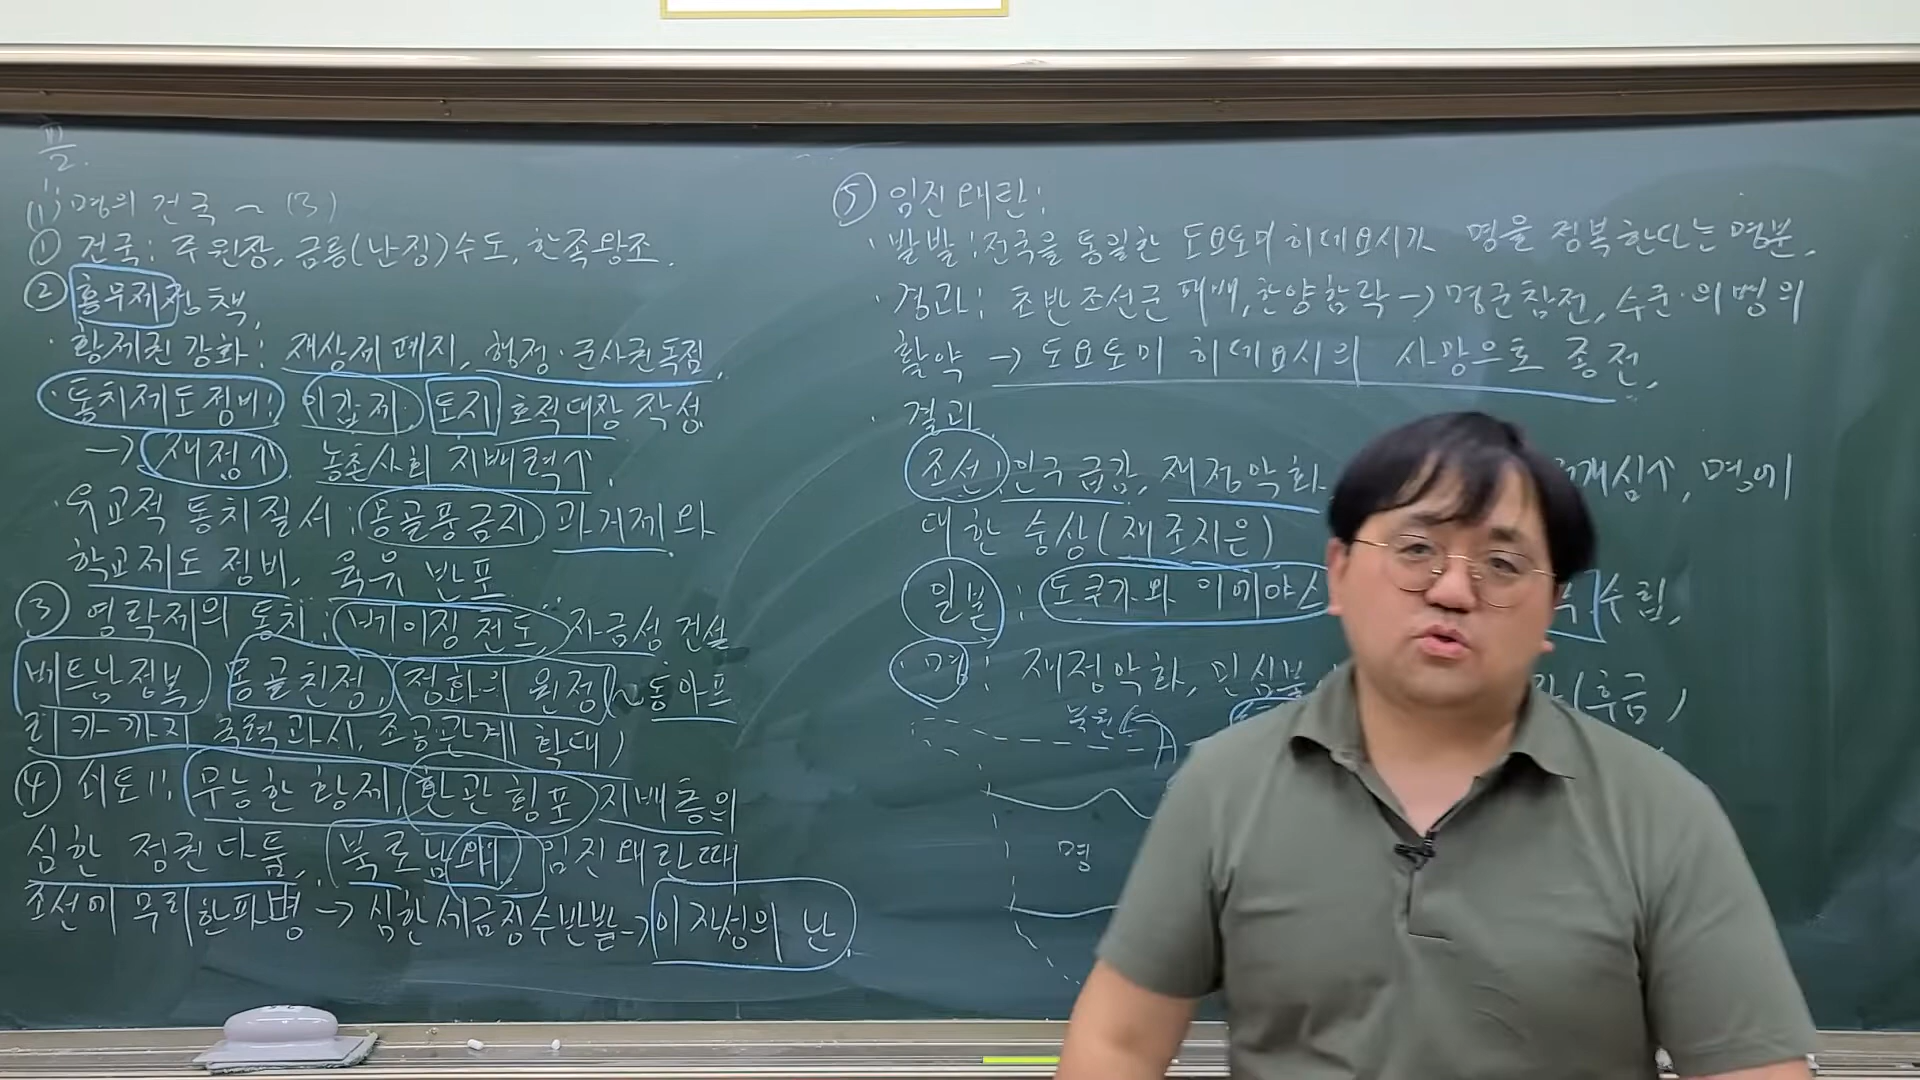 II
2.
1.
(1) 명의 건국 ~ (3)
① 건국: 주원장, 금릉(난징)수도, 한족왕조.
② 홍무제정책.
· 황제권 강화: 재상제 폐지, 행정·군사권독점.
· 통치제도정비: 이갑제, 토지 호적대장 작성
→ 재정↑, 농촌사회 지배력↑.
· 유교적 통치질서: 몽골풍금지, 과거제와
학교제도 정비, 육유 반포.
③ 영락제의 통치: 베이징 천도, 자금성 건설
베트남정복, 몽골친정, 정화의 원정(~동아프
리카까지 국력과시, 조공관계 확대)
④ 쇠퇴: 무능한 황제, 환관횡포, 지배층의
심한 정권다툼, 북로남왜, 임진왜란때
조선에 무리한파병 → 심한세금징수반발→이자성의 난.
⑤ 임진왜란:
· 발발: 전국을 통일한 도요토미히데요시가 명을 정복한다는 명분.
· 경과: 초반조선군 패배, 한양함락 → 명군참전, 수군·의병의
활약 → 도요토미 히데요시의 사망으로 종전.
· 결과
조선: 인구급감, 재정악화 개심↑, 명에
대한 숭상(재조지은)
일본: 도쿠가와 이에야스 수립,
명: 재정악화, 민심 (후금)
북원
명